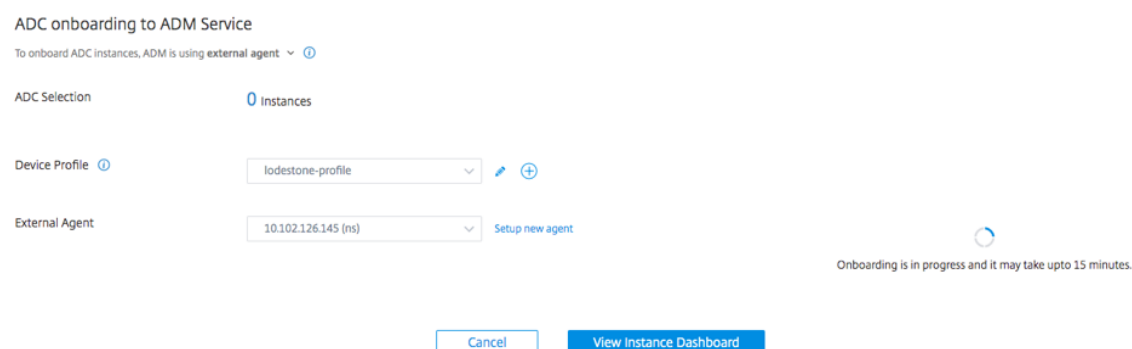 ADC onboarding to ADM Service
To onboard ADC instances, ADM is using external agent
ADC Selection
0 Instances
Device Profile
lodestone-profile
External Agent
10.102.126.145 (ns)
Setup new agent
Onboarding is in progress and it may take upto 15 minutes.
Cancel
View Instance Dashboard